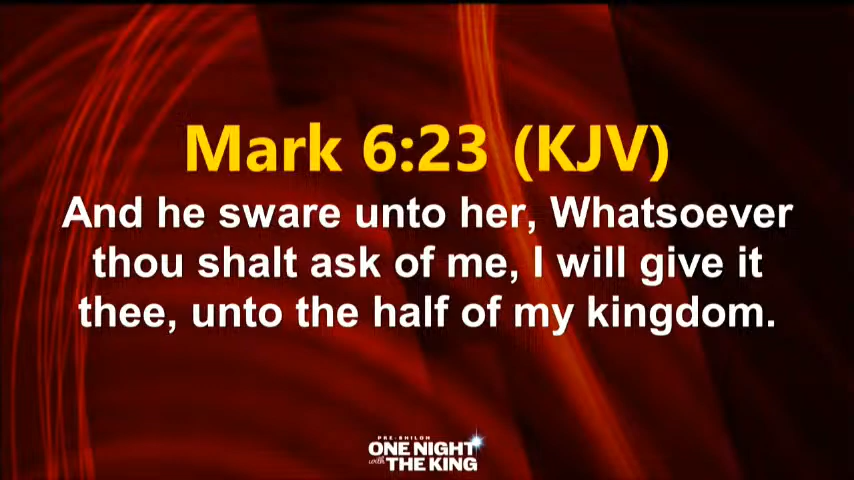 Mark 6:23 (KJV)
And he sware unto her, Whatsoever
thou shalt ask of me, I will give it
thee, unto the half of my kingdom.
PRE-SHILOH
ONE NIGHT
with THE KING